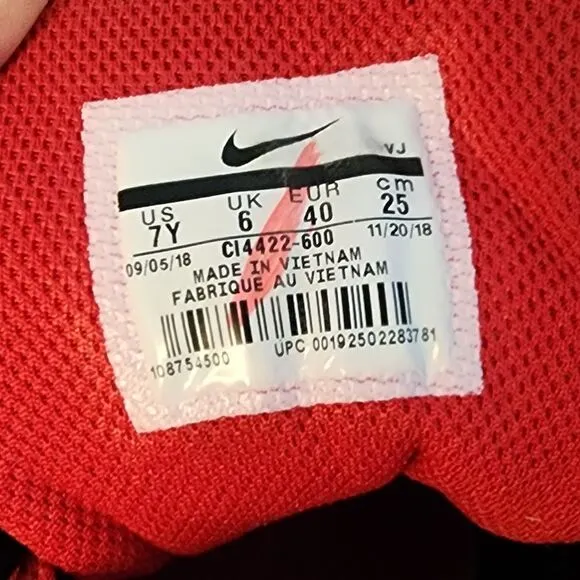 VJ
US UK EUR cm
7Y 6 40 25
09/05/18 CI4422-600 11/20/18
MADE IN VIETNAM
FABRIQUE AU VIETNAM
108754500 UPC 00192502283781